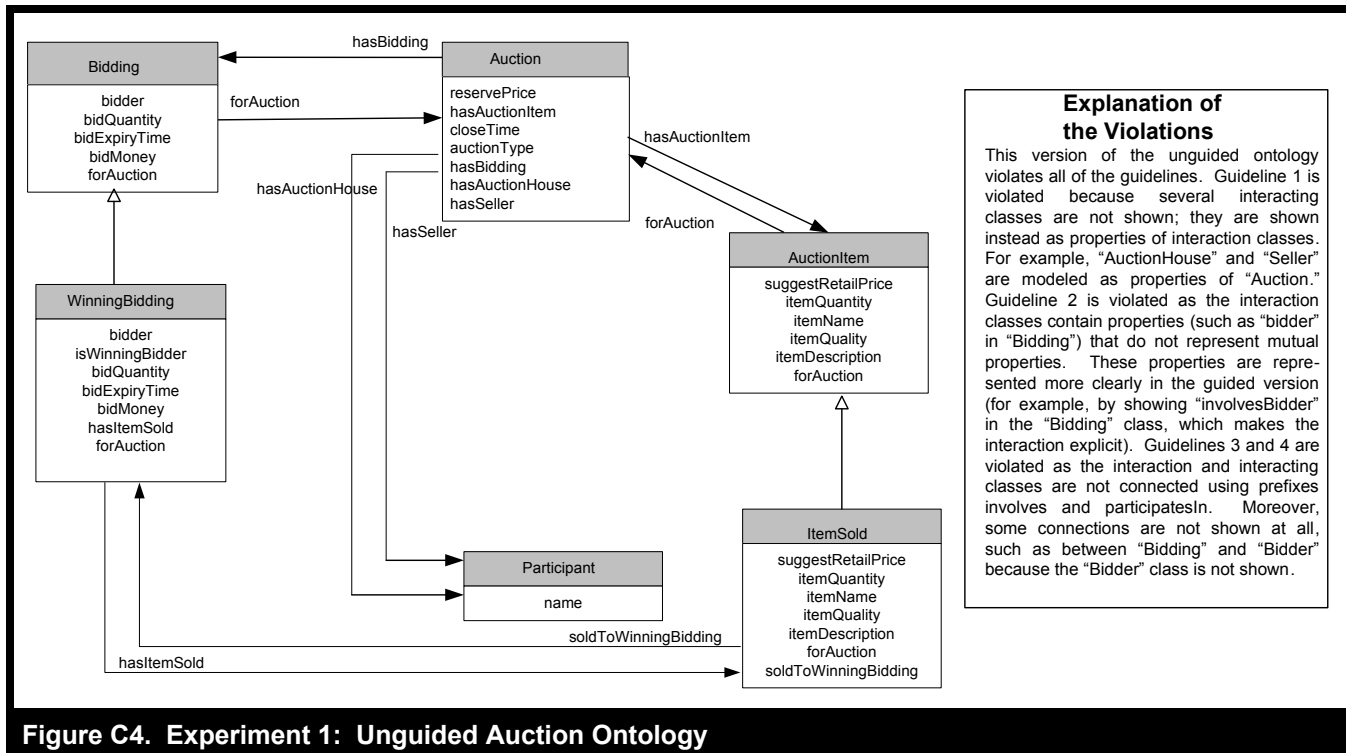 hasBidding
Bidding
bidder
bidQuantity
bidExpiryTime
bidMoney
forAuction
forAuction
Auction
reservePrice
hasAuctionItem
closeTime
auctionType
hasBidding
hasAuctionHouse
hasSeller
hasAuctionItem
forAuction
hasAuctionHouse
hasSeller
AuctionItem
suggestRetailPrice
itemQuantity
itemName
itemQuality
itemDescription
forAuction
WinningBidding
bidder
isWinningBidder
bidQuantity
bidExpiryTime
bidMoney
hasItemSold
forAuction
Participant
name
ItemSold
suggestRetailPrice
itemQuantity
itemName
itemQuality
itemDescription
forAuction
soldToWinningBidding
soldToWinningBidding
hasItemSold
Explanation of
the Violations
This version of the unguided ontology
violates all of the guidelines. Guideline 1 is
violated because several interacting
classes are not shown; they are shown
instead as properties of interaction classes.
For example, “AuctionHouse” and “Seller”
are modeled as properties of “Auction.”
Guideline 2 is violated as the interaction
classes contain properties (such as “bidder”
in “Bidding”) that do not represent mutual
properties. These properties are repre-
sented more clearly in the guided version
(for example, by showing “involvesBidder”
in the “Bidding” class, which makes the
interaction explicit). Guidelines 3 and 4 are
violated as the interaction and interacting
classes are not connected using prefixes
involves and participatesIn. Moreover,
some connections are not shown at all,
such as between “Bidding” and “Bidder”
because the “Bidder” class is not shown.
Figure C4. Experiment 1: Unguided Auction Ontology